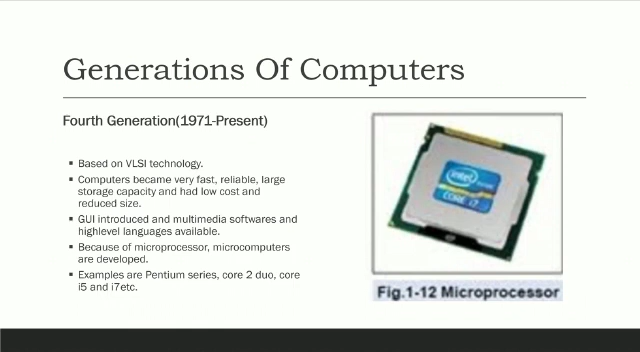 Generations Of Computers
Fourth Generation(1971-Present)
▪ Based on VLSI technology.
▪ Computers became very fast, reliable, large
storage capacity and had low cost and
reduced size.
▪ GUI introduced and multimedia softwares and
highlevel languages available.
▪ Because of microprocessor, microcomputers
are developed.
▪ Examples are Pentium series, core 2 duo, core
i5 and i7etc.
intel
CORE i7
Fig.1-12 Microprocessor